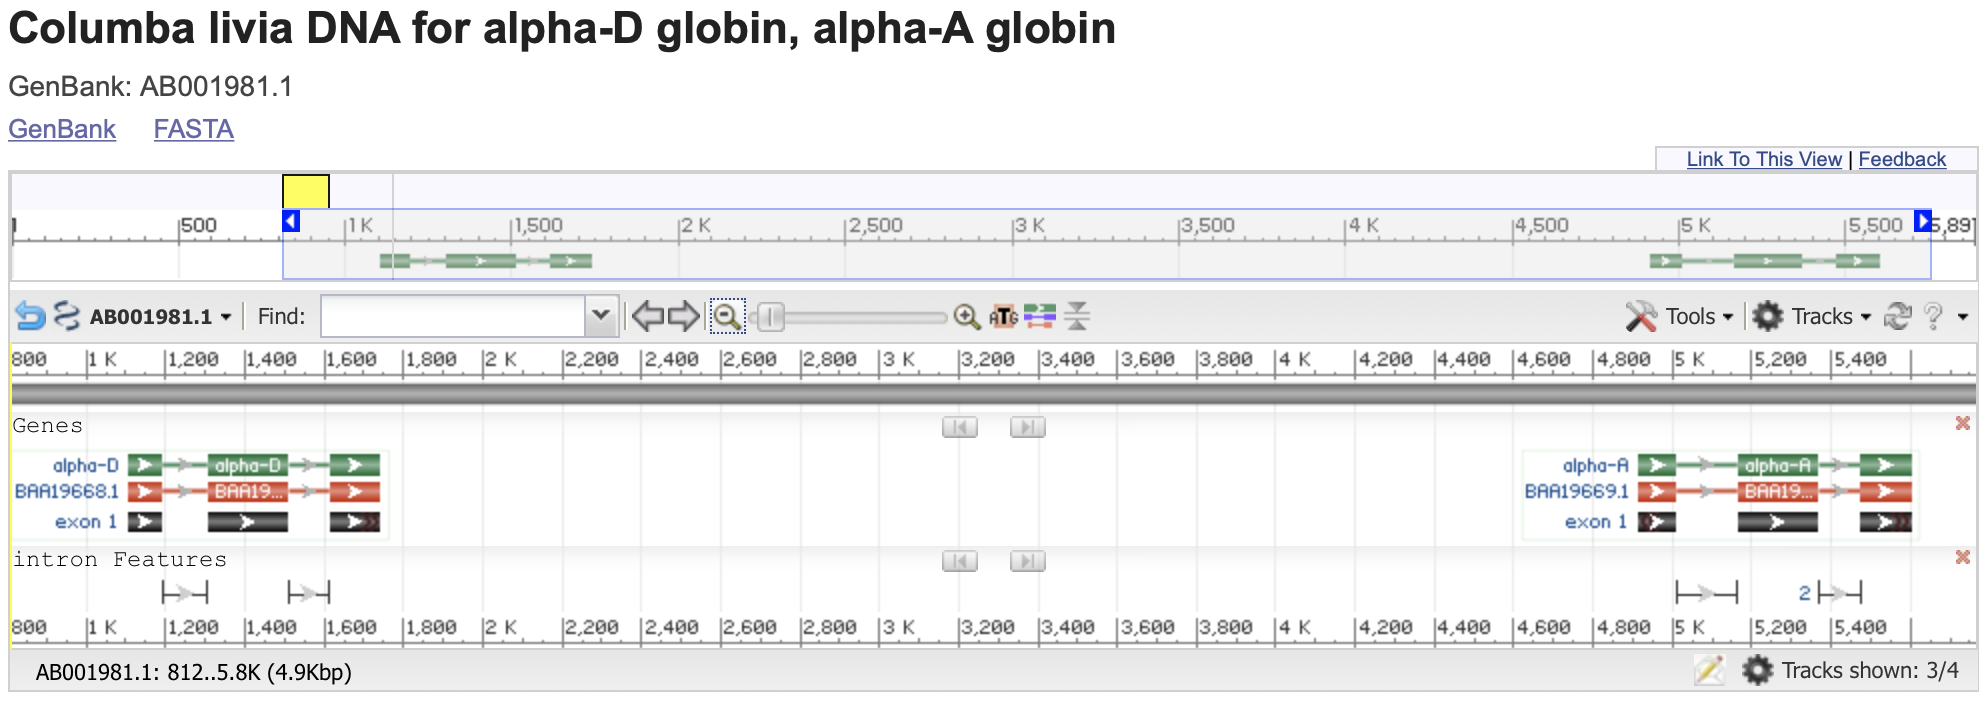 Columba livia DNA for alpha-D globin, alpha-A globin
GenBank: AB001981.1
GenBank FASTA
Link To This View | Feedback
1 500 1 K 1,500 2 K 2,500 3 K 3,500 4 K 4,500 5 K 5,500 5,891
AB001981.1 Find: ATG Tools Tracks ?
800 1 K 1,200 1,400 1,600 1,800 2 K 2,200 2,400 2,600 2,800 3 K 3,200 3,400 3,600 3,800 4 K 4,200 4,400 4,600 4,800 5 K 5,200 5,400
Genes
alpha-D alpha-D alpha-A alpha-A
BAA19668.1 BAA19... BAA19669.1 BAA19...
exon 1 exon 1
intron Features
2
800 1 K 1,200 1,400 1,600 1,800 2 K 2,200 2,400 2,600 2,800 3 K 3,200 3,400 3,600 3,800 4 K 4,200 4,400 4,600 4,800 5 K 5,200 5,400
AB001981.1: 812..5.8K (4.9Kbp) Tracks shown: 3/4